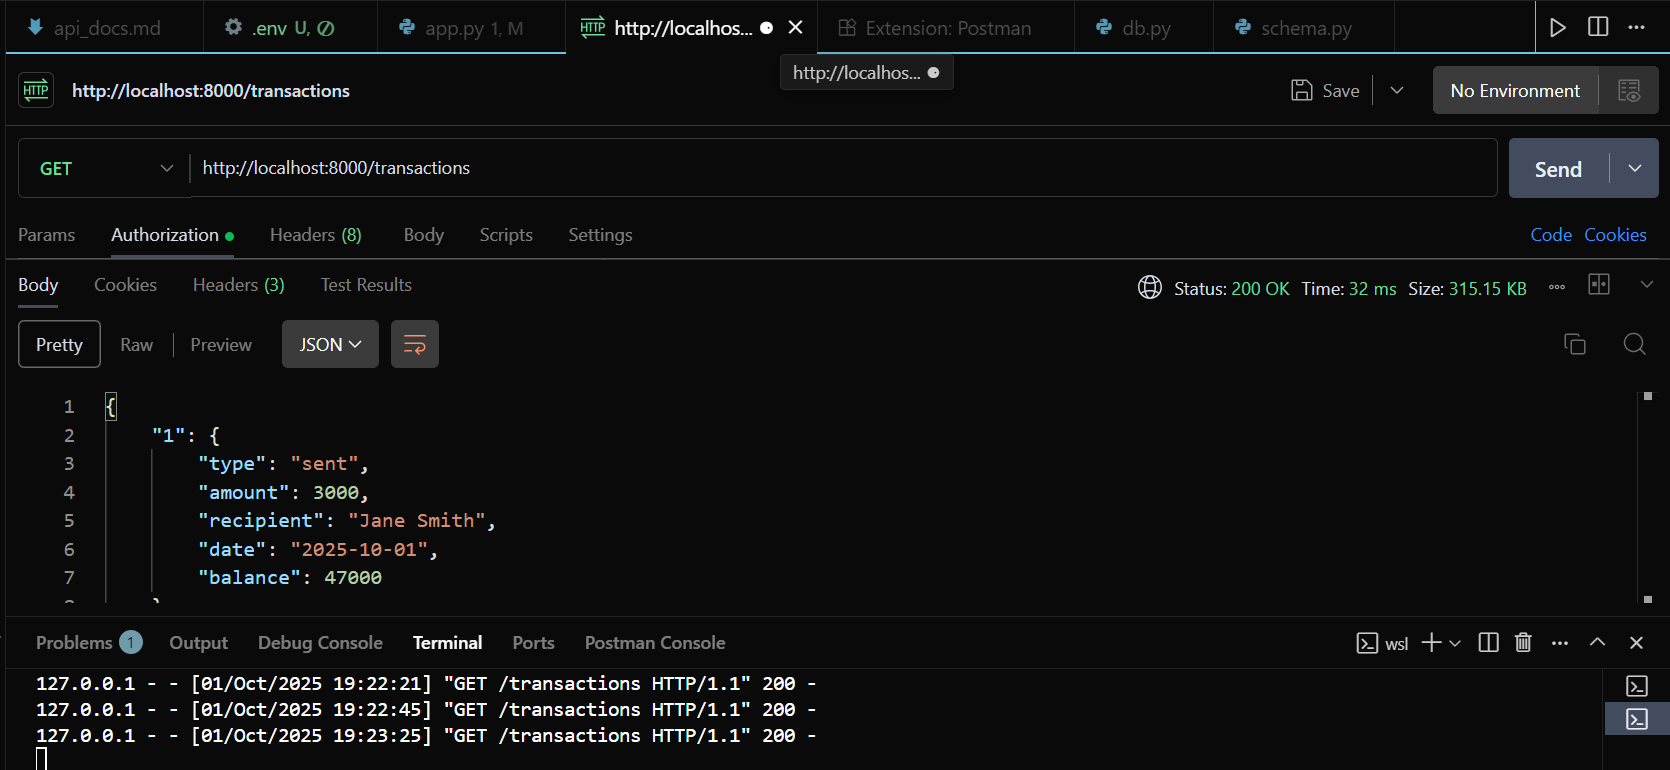 api_docs.md
.env U,
app.py 1, M
HTTP
http://localhos...
Extension: Postman
db.py
schema.py
http://localhos...
HTTP
http://localhost:8000/transactions
Save
No Environment
GET
http://localhost:8000/transactions
Send
Params
Authorization
Headers (8)
Body
Scripts
Settings
Code
Cookies
Body
Cookies
Headers (3)
Test Results
Status: 200 OK
Time: 32 ms
Size: 315.15 KB
Pretty
Raw
Preview
JSON
1 {
2 "1": {
3 "type": "sent",
4 "amount": 3000,
5 "recipient": "Jane Smith",
6 "date": "2025-10-01",
7 "balance": 47000
Problems 1
Output
Debug Console
Terminal
Ports
Postman Console
wsl
127.0.0.1 - - [01/Oct/2025 19:22:21] "GET /transactions HTTP/1.1" 200 -
127.0.0.1 - - [01/Oct/2025 19:22:45] "GET /transactions HTTP/1.1" 200 -
127.0.0.1 - - [01/Oct/2025 19:23:25] "GET /transactions HTTP/1.1" 200 -